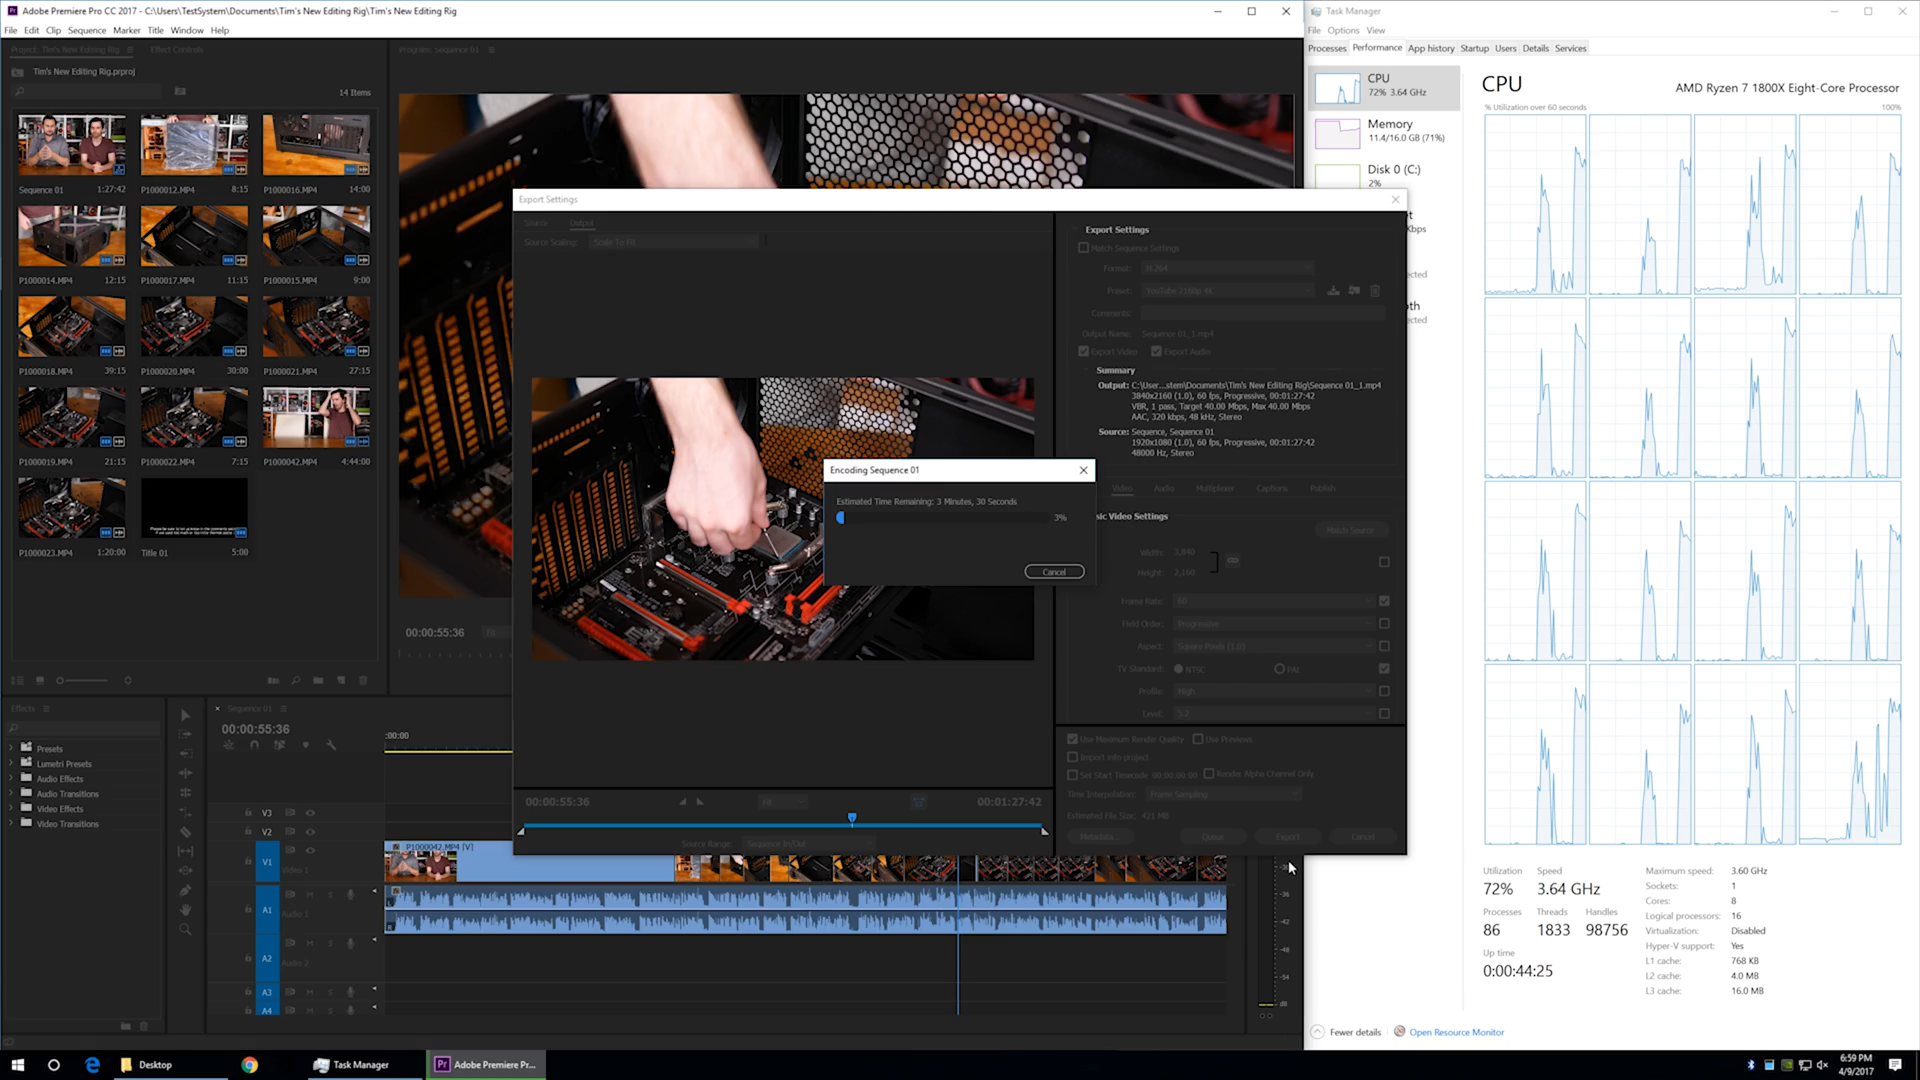 Adobe Premiere Pro CC 2017 - C:\Users\TestSystem\Documents\Tim's New Editing Rig\Tim's New Editing Rig
File Edit Clip Sequence Marker Title Window Help
Project: Tim's New Editing Rig
Effect Controls
Program: Sequence 01
Tim's New Editing Rig.prproj
14 Items
Sequence 01 1:27:42
P1000012.MP4 8:15
P1000016.MP4 14:00
P1000014.MP4 12:15
P1000017.MP4 11:15
P1000015.MP4 9:00
P1000018.MP4 39:15
P1000020.MP4 30:00
P1000021.MP4 27:15
P1000019.MP4 21:15
P1000022.MP4 7:15
P1000042.MP4 4:44:00
P1000023.MP4 1:20:00
Title 01 5:00
00:00:55:36
Fit
Export Settings
Source Output
Source Scaling: Scale To Fit
Export Settings
Match Sequence Settings
Format: H.264
Preset: YouTube 2160p 4K
Comments:
Output Name: Sequence 01_1.mp4
Export Video Export Audio
Summary
Output: C:\User...stem\Documents\Tim's New Editing Rig\Sequence 01_1.mp4
3840x2160 (1.0), 60 fps, Progressive, 00:01:27:42
VBR, 1 pass, Target 40.00 Mbps, Max 40.00 Mbps
AAC, 320 kbps, 48 kHz, Stereo
Source: Sequence, Sequence 01
1920x1080 (1.0), 60 fps, Progressive, 00:01:27:42
48000 Hz, Stereo
Encoding Sequence 01
Estimated Time Remaining: 3 Minutes, 30 Seconds
3%
Cancel
Video Audio Multiplexer Captions Publish
sic Video Settings
Match Source
Width: 3,840
Height: 2,160
Frame Rate: 60
Field Order: Progressive
Aspect: Square Pixels (1.0)
TV Standard: NTSC PAL
Profile: High
Level: 5.2
Use Maximum Render Quality Use Previews
Import into project
Set Start Timecode 00:00:00:00 Render Alpha Channel Only
Time Interpolation: Frame Sampling
Estimated File Size: 421 MB
Metadata... Queue Export Cancel
00:00:55:36 Fit 00:01:27:42
Source Range: Sequence In/Out
Effects
Presets
Lumetri Presets
Audio Effects
Audio Transitions
Video Effects
Video Transitions
Sequence 01
00:00:55:36
:00:00
V3
V2
V1 Video 1
P1000042.MP4 [V]
A1 Audio 1 M S
A2 Audio 2 M S
A3 M S
A4 M S
-36
-42
-48
-54
dB
Task Manager
File Options View
Processes Performance App history Startup Users Details Services
CPU
72% 3.64 GHz
Memory
11.4/16.0 GB (71%)
Disk 0 (C:)
2%
CPU
AMD Ryzen 7 1800X Eight-Core Processor
% Utilization over 60 seconds 100%
Utilization Speed
72% 3.64 GHz
Processes Threads Handles
86 1833 98756
Up time
0:00:44:25
Maximum speed: 3.60 GHz
Sockets: 1
Cores: 8
Logical processors: 16
Virtualization: Disabled
Hyper-V support: Yes
L1 cache: 768 KB
L2 cache: 4.0 MB
L3 cache: 16.0 MB
Fewer details Open Resource Monitor
Desktop
Task Manager
Pr Adobe Premiere Pr...
6:59 PM
4/9/2017